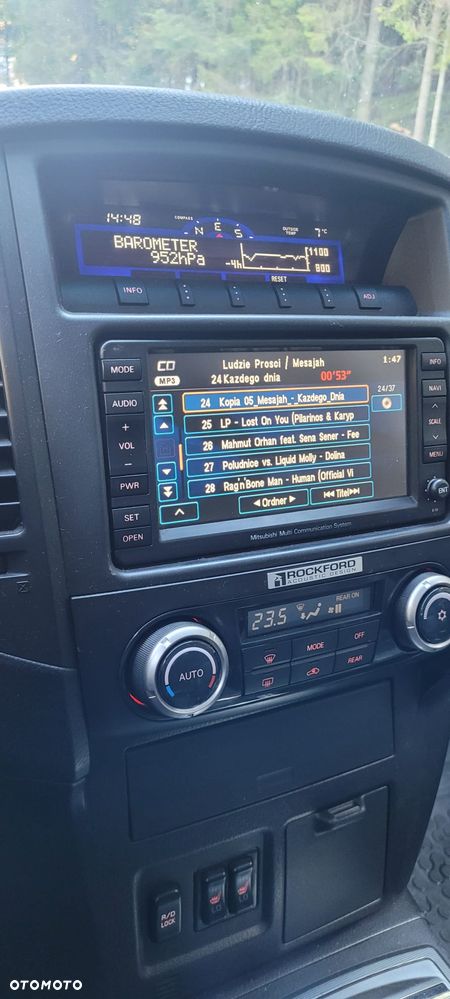 14:48 COMPASS N E S OUTSIDE TEMP 7°C
BAROMETER 1100
952hPa -4h 800
INFO RESET ADJ
CD Ludzie Prosci / Mesajah 1:47
MP3 24 Kazdego dnia 00'53"
24 Kopia 05_Mesajah_-_Kazdego_Dnia 24/37
25 LP - Lost On You (Pilarinos & Karyp
26 Mahmut Orhan feat. Sena Sener - Fee
27 Poludnice vs. Liquid Molly - Dolina
28 Rag'n'Bone Man - Human (Official Vi
◄Ordner► I◄◄Titel►►I
MODE
AUDIO
+
VOL
−
PWR
SET
OPEN
INFO
NAVI
SCALE
MENU
ENT
Mitsubishi Multi Communication System
ROCKFORD
ACOUSTIC DESIGN
REAR ON
23.5
AUTO
MODE OFF
REAR
A/D
LOCK
HI
LO
HI
LO
OTOMOTO